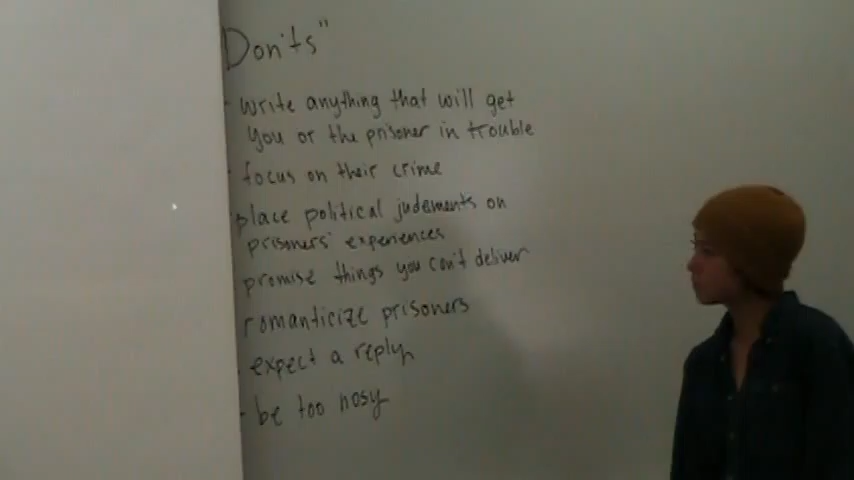 Don'ts"
- write anything that will get
you or the prisoner in trouble
- focus on their crime
place political judements on
prisoners' experiences
promise things you can't deliver
romanticize prisoners
- expect a reply
- be too nosy